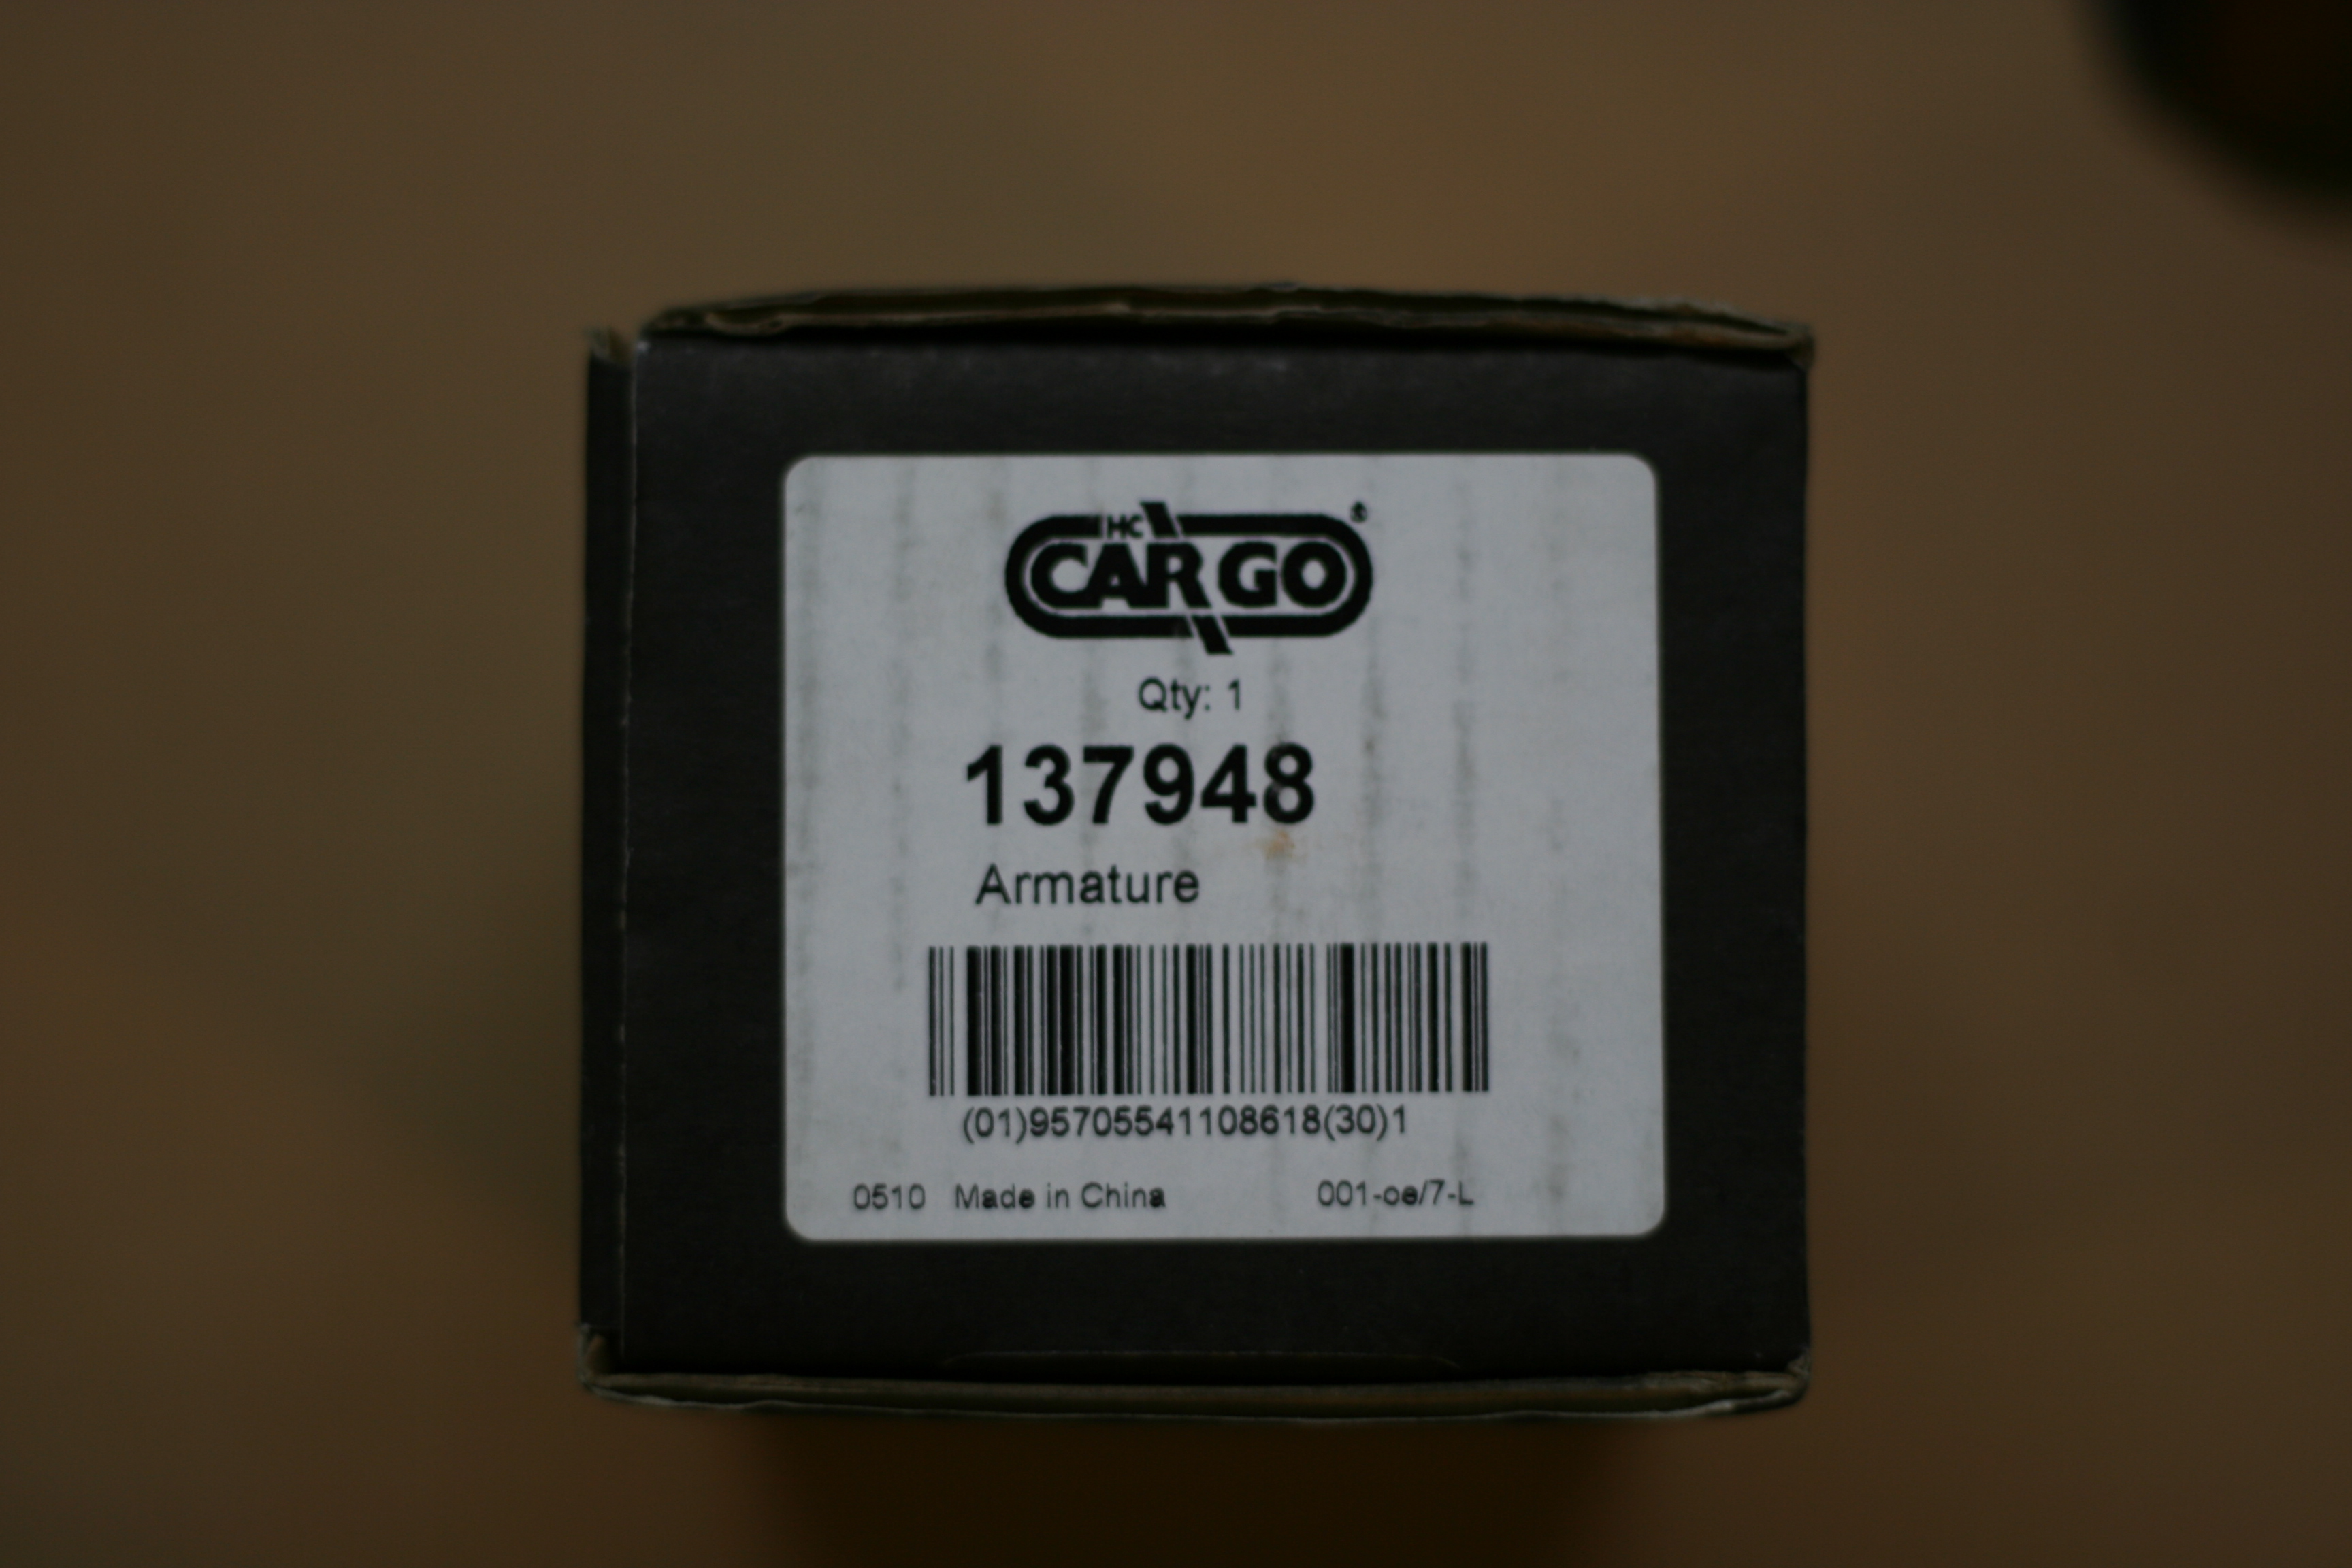 HC
CARGO
Qty: 1
137948
Armature
(01)95705541108618(30)1
0510 Made in China 001-oe/7-L